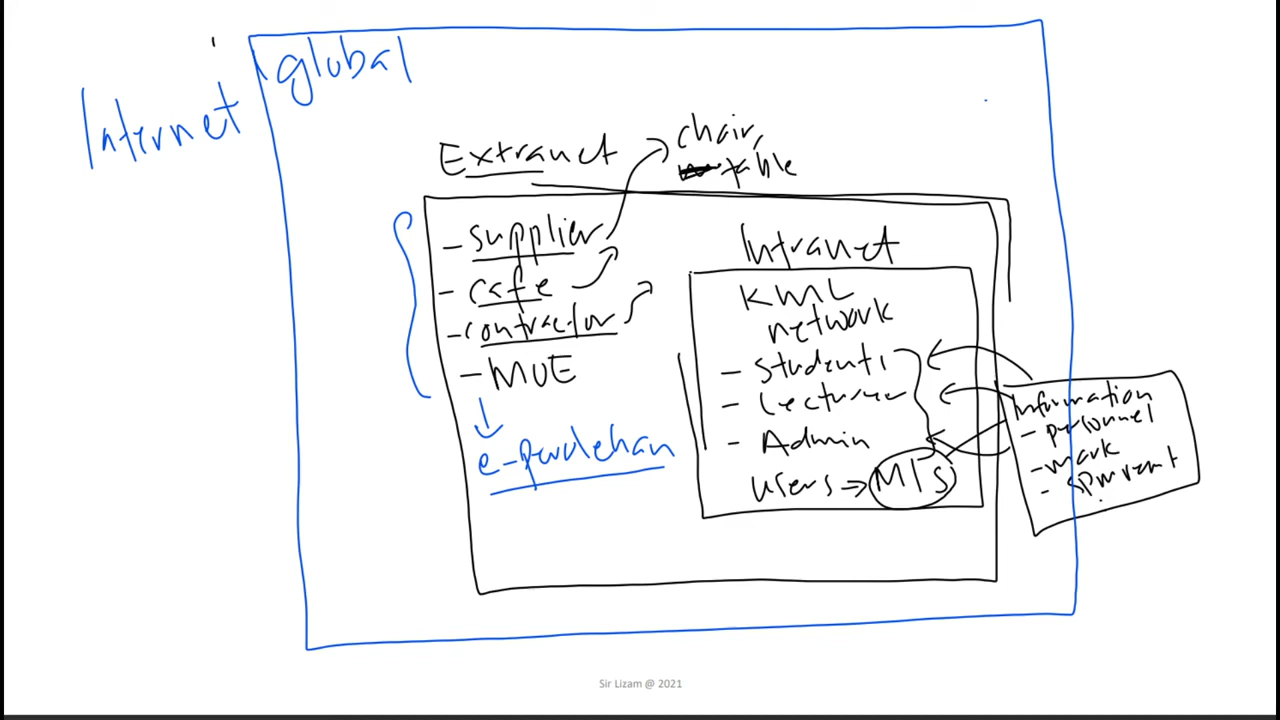 Internet
global
Extranet
chair,
table
- supplier
- cafe
- contractor
- MOE
e-perolehan
Intranet
KML
network
- students
- Lecturer
- Admin
Users → MIS
Information
- personnel
- mark
Sir Lizam @ 2021